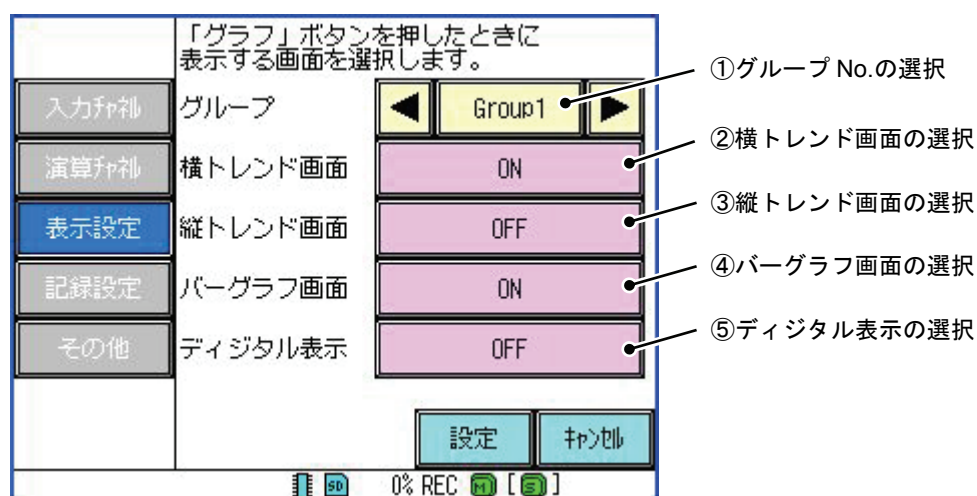 「グラフ」ボタンを押したときに
表示する画面を選択します。
入力ﾁｬﾈﾙ
グループ
◀ Group1 ▶
①グループ No.の選択
演算ﾁｬﾈﾙ
横トレンド画面
ON
②横トレンド画面の選択
表示設定
縦トレンド画面
OFF
③縦トレンド画面の選択
記録設定
バーグラフ画面
ON
④バーグラフ画面の選択
その他
ディジタル表示
OFF
⑤ディジタル表示の選択
設定
ｷｬﾝｾﾙ
SD 0% REC M [ S ]